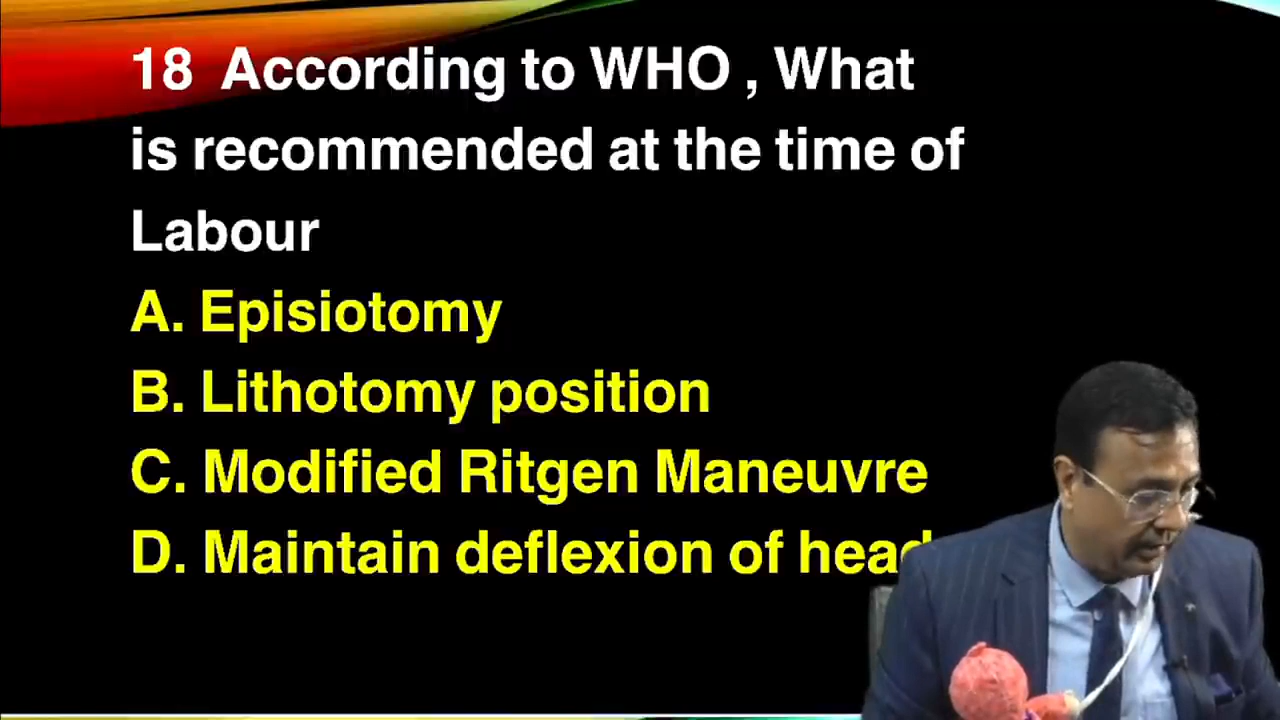 18 According to WHO , What
is recommended at the time of
Labour
A. Episiotomy
B. Lithotomy position
C. Modified Ritgen Maneuvre
D. Maintain deflexion of head